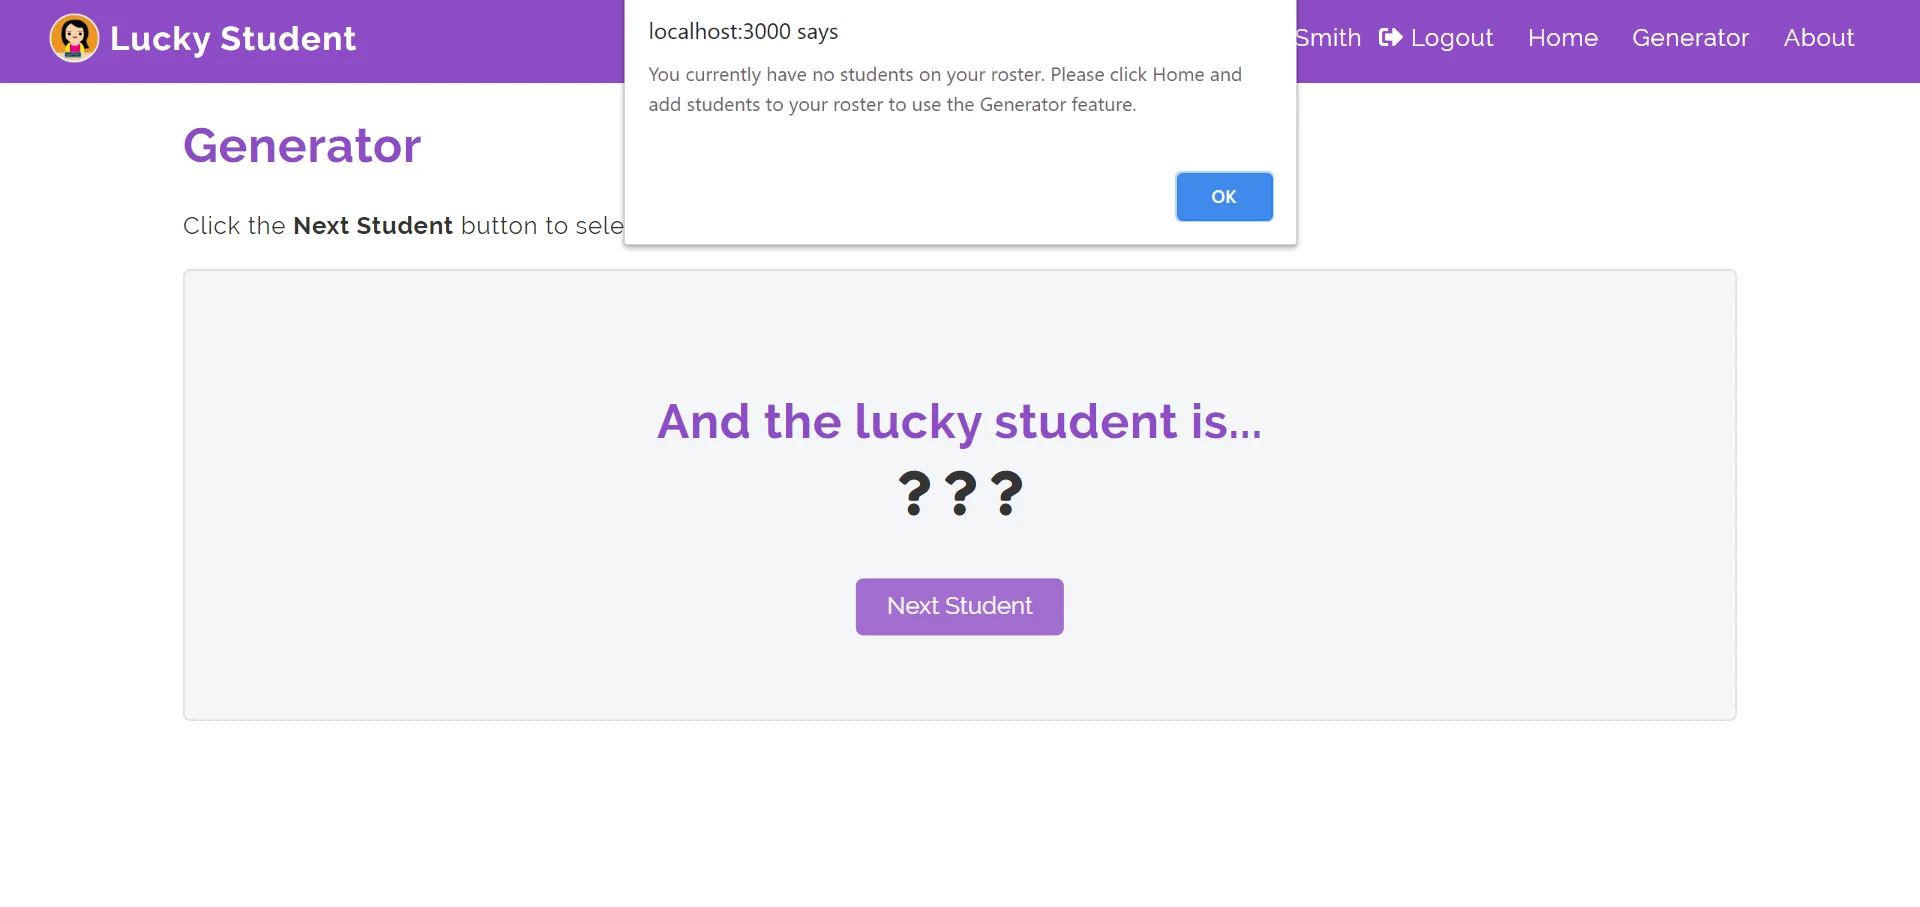 Lucky Student
Smith Logout Home Generator About
localhost:3000 says
You currently have no students on your roster. Please click Home and
add students to your roster to use the Generator feature.
OK
Generator
Click the Next Student button to sele
And the lucky student is...
? ? ?
Next Student